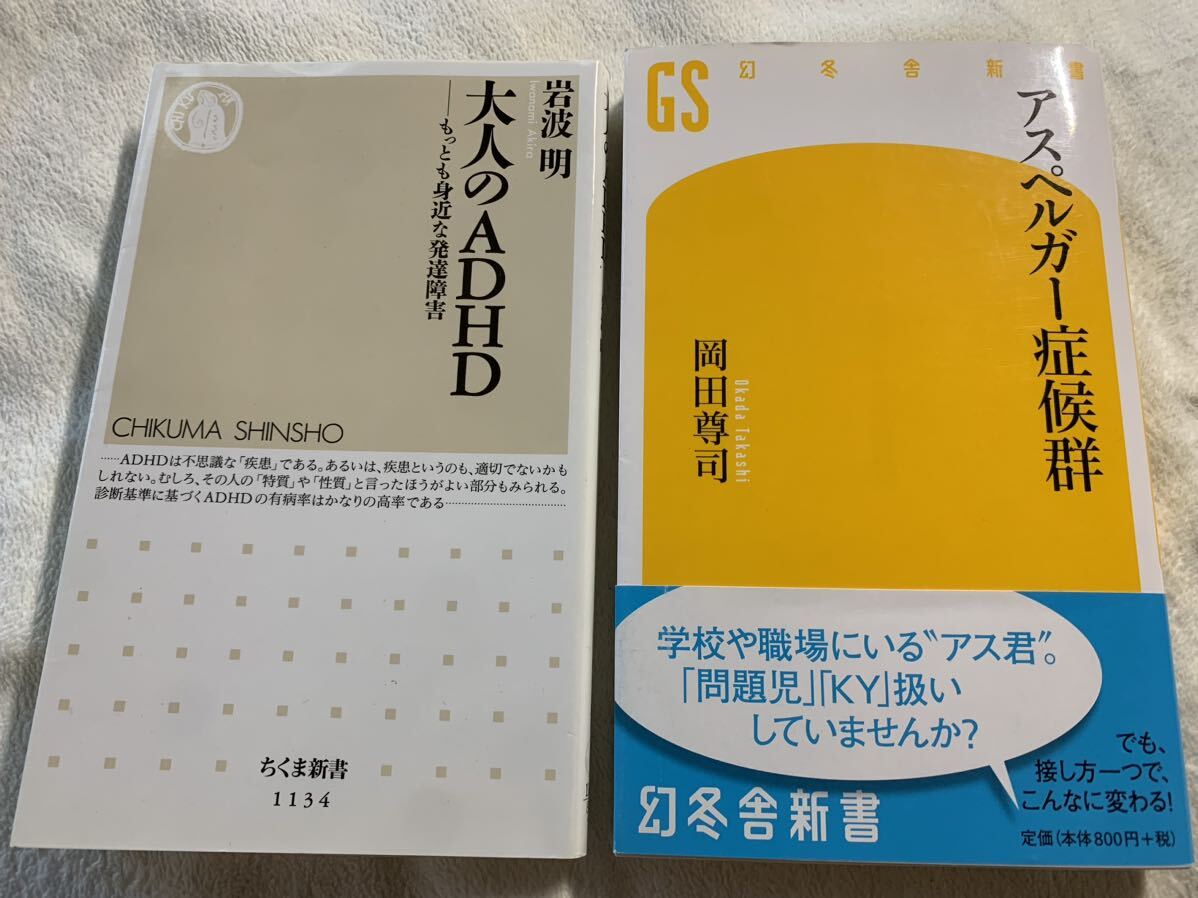 岩波 明
Iwanami Akira
大人のADHD
──もっとも身近な発達障害
CHIKUMA SHINSHO
……ADHDは不思議な「疾患」である。あるいは、疾患というのも、適切でないかも
しれない。むしろ、その人の「特質」や「性質」と言ったほうがよい部分もみられる。
診断基準に基づくADHDの有病率はかなりの高率である……………………
ちくま新書
1134
GS 幻冬舎新書
アスペルガー症候群
岡田尊司
Okada Takashi
学校や職場にいる“アス君”。
「問題児」「KY」扱い
していませんか?
でも、
接し方一つで、
こんなに変わる!
幻冬舎新書
定価(本体800円+税)